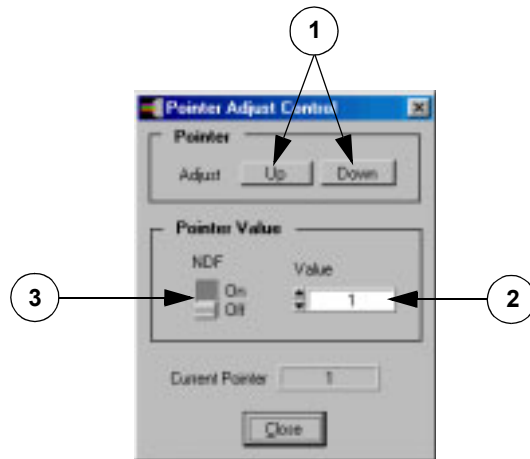 1
Pointer Adjust Control
Pointer
Adjust Up Down
Pointer Value
NDF
Value
On
Off
1
3
2
Current Pointer 1
Close